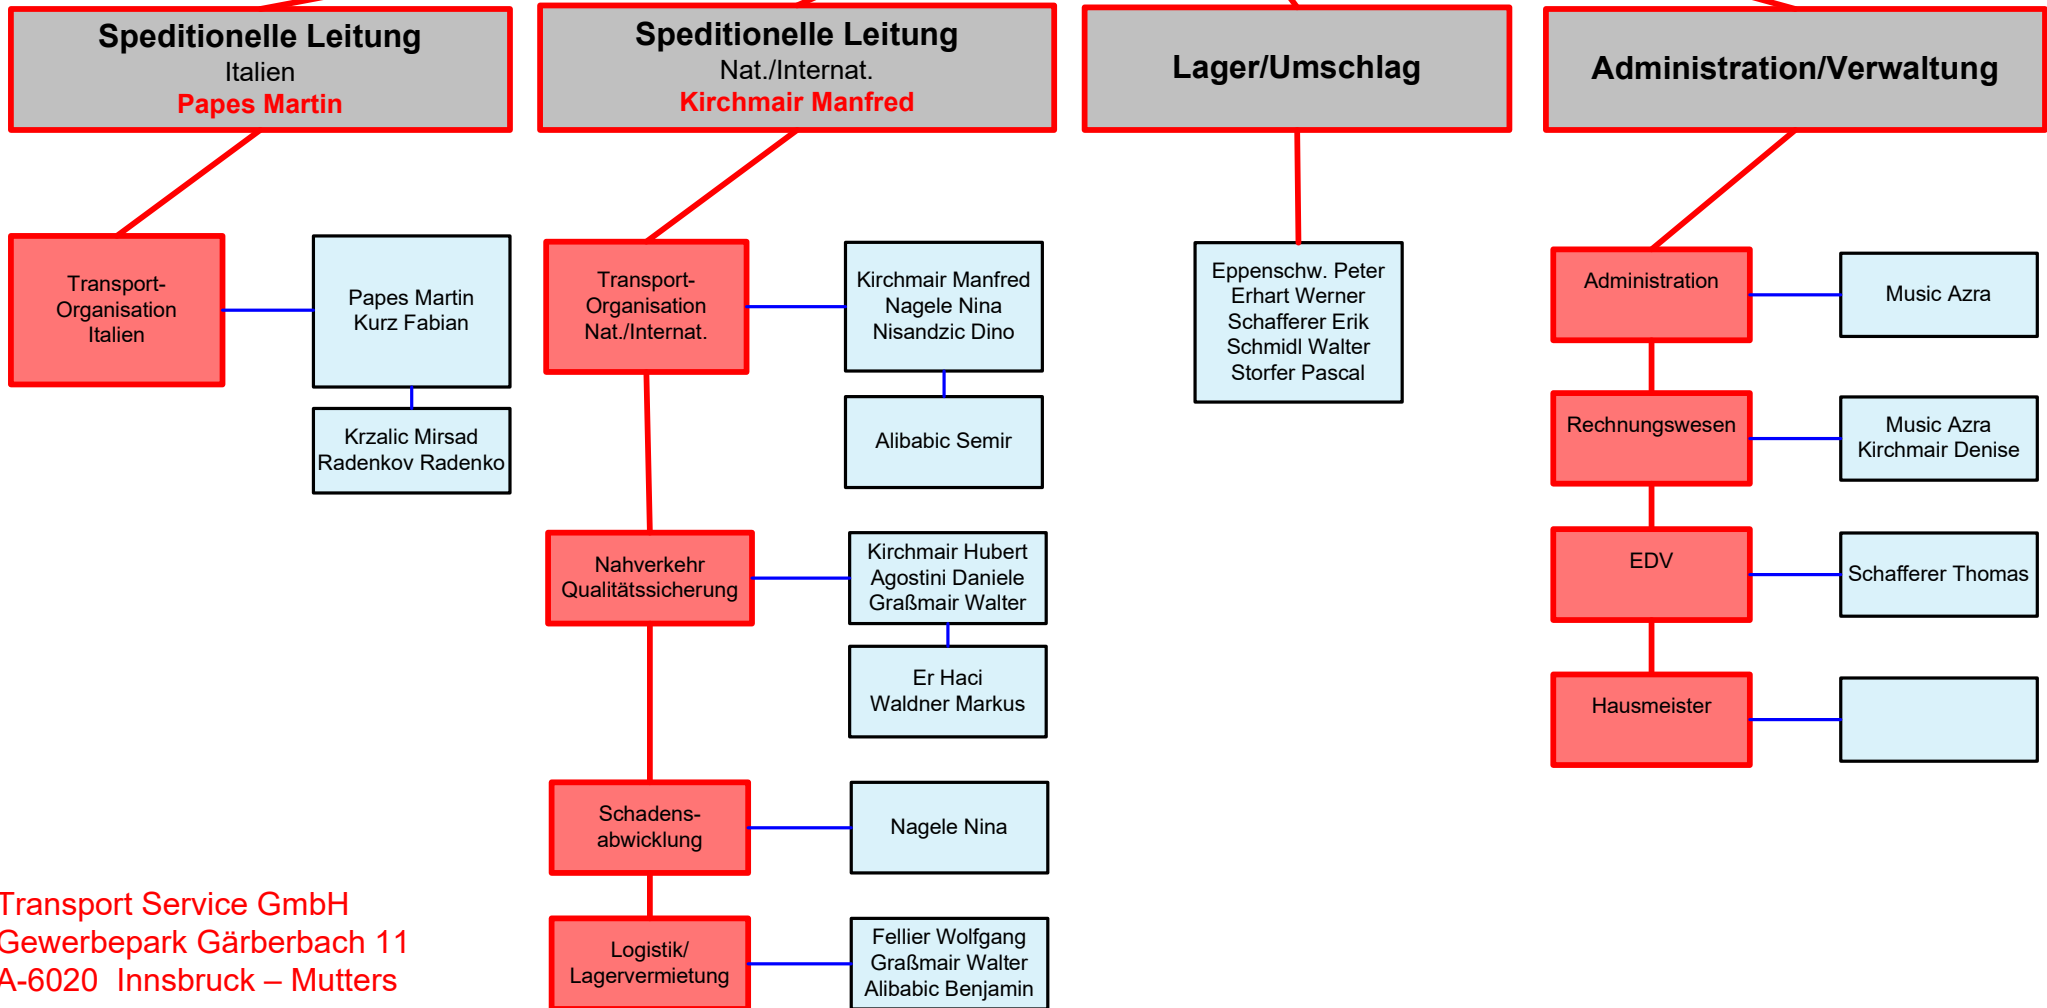 Speditionelle Leitung
Italien
Papes Martin
Speditionelle Leitung
Nat./Internat.
Kirchmair Manfred
Lager/Umschlag
Administration/Verwaltung
Transport-
Organisation
Italien
Papes Martin
Kurz Fabian
Krzalic Mirsad
Radenkov Radenko
Transport-
Organisation
Nat./Internat.
Kirchmair Manfred
Nagele Nina
Nisandzic Dino
Alibabic Semir
Nahverkehr
Qualitätssicherung
Kirchmair Hubert
Agostini Daniele
Graßmair Walter
Er Haci
Waldner Markus
Schadens-
abwicklung
Nagele Nina
Logistik/
Lagervermietung
Fellier Wolfgang
Graßmair Walter
Alibabic Benjamin
Eppenschw. Peter
Erhart Werner
Schafferer Erik
Schmidl Walter
Storfer Pascal
Administration
Music Azra
Rechnungswesen
Music Azra
Kirchmair Denise
EDV
Schafferer Thomas
Hausmeister
Transport Service GmbH
Gewerbepark Gärberbach 11
A-6020 Innsbruck – Mutters